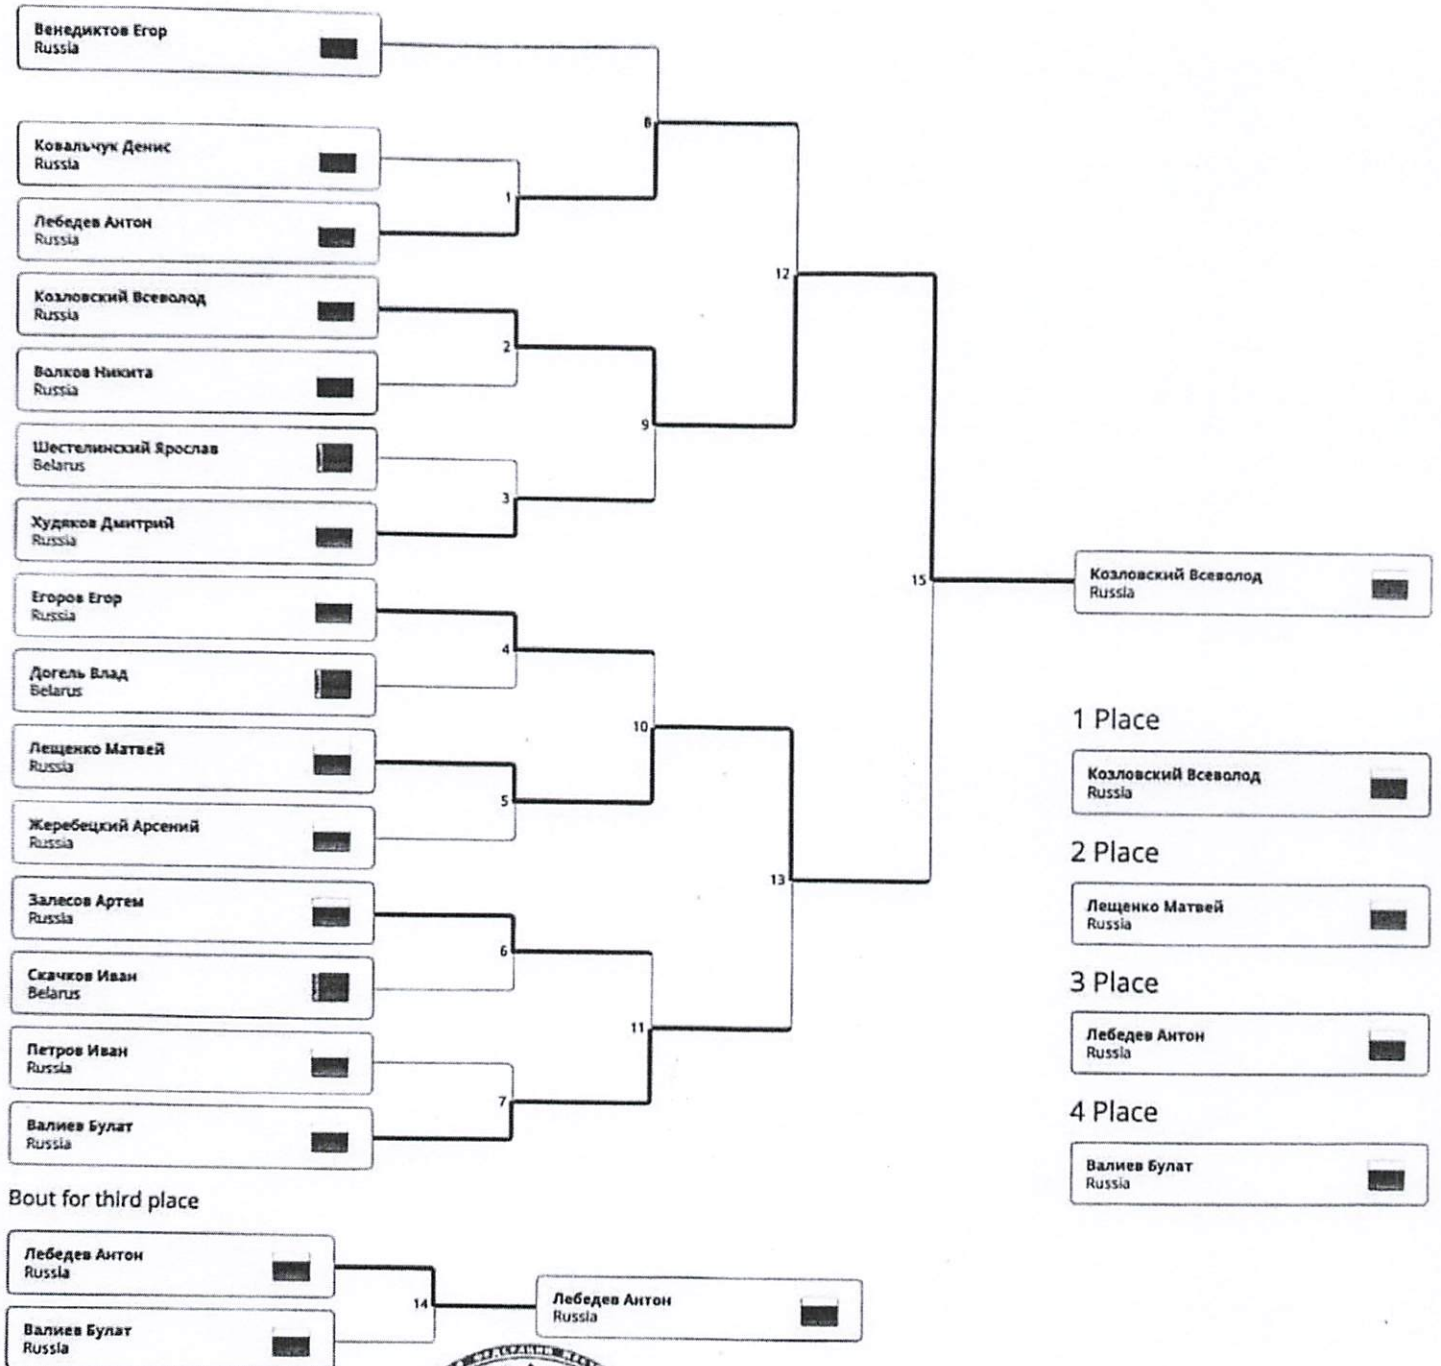 Венедиктов Егор
Russia
Ковальчук Денис
Russia
Лебедев Антон
Russia
Козловский Всеволод
Russia
Волков Никита
Russia
Шестелинский Ярослав
Belarus
Худяков Дмитрий
Russia
Егоров Егор
Russia
Догель Влад
Belarus
Лещенко Матвей
Russia
Жеребецкий Арсений
Russia
Залесов Артем
Russia
Скачков Иван
Belarus
Петров Иван
Russia
Валиев Булат
Russia
1
2
3
4
5
6
7
8
9
10
11
12
13
15
Козловский Всеволод
Russia
1 Place
Козловский Всеволод
Russia
2 Place
Лещенко Матвей
Russia
3 Place
Лебедев Антон
Russia
4 Place
Валиев Булат
Russia
Bout for third place
Лебедев Антон
Russia
Валиев Булат
Russia
14
Лебедев Антон
Russia